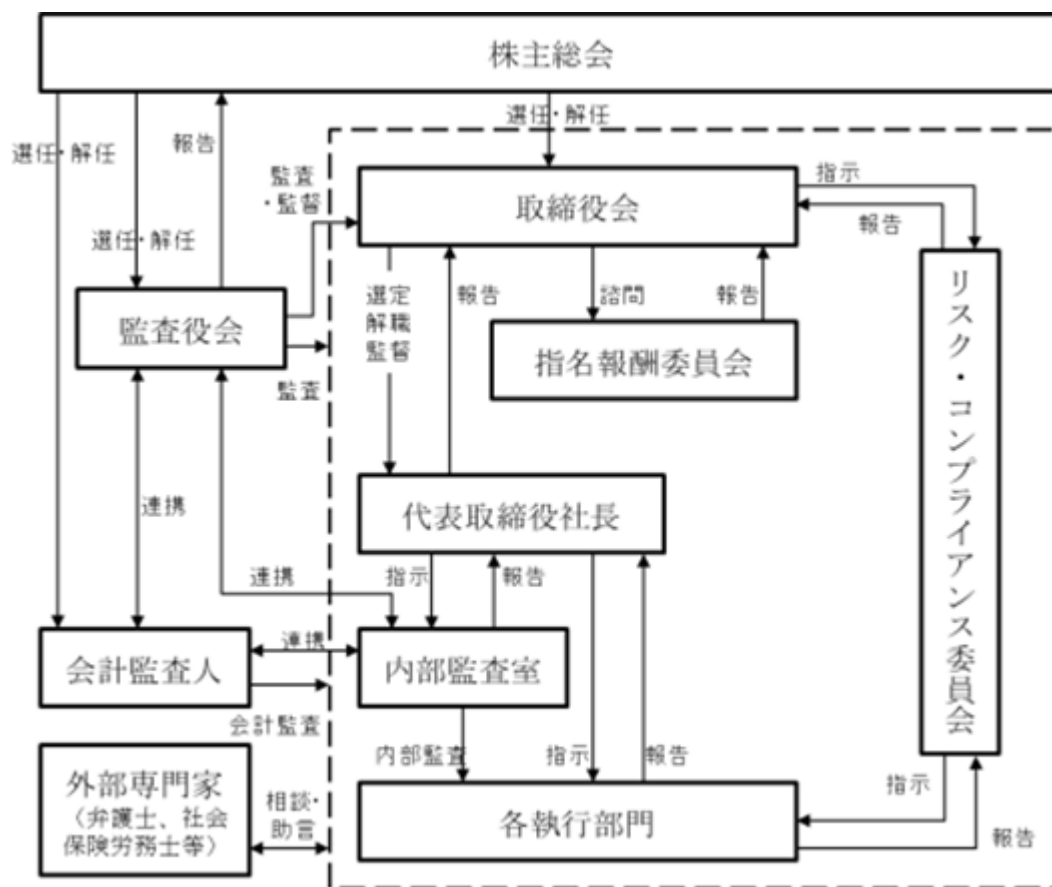 株主総会
選任・解任
報告
選任・解任
選任・解任
監査
・監督
取締役会
指示
報告
監査役会
監査
選定
解職
監督
報告
諮問
報告
指名報酬委員会
リスク・コンプライアンス委員会
代表取締役社長
連携
連携
指示
報告
会計監査人
連携
内部監査室
会計監査
内部監査
指示
報告
指示
外部専門家
（弁護士、社会
保険労務士等）
相談・
助言
各執行部門
報告